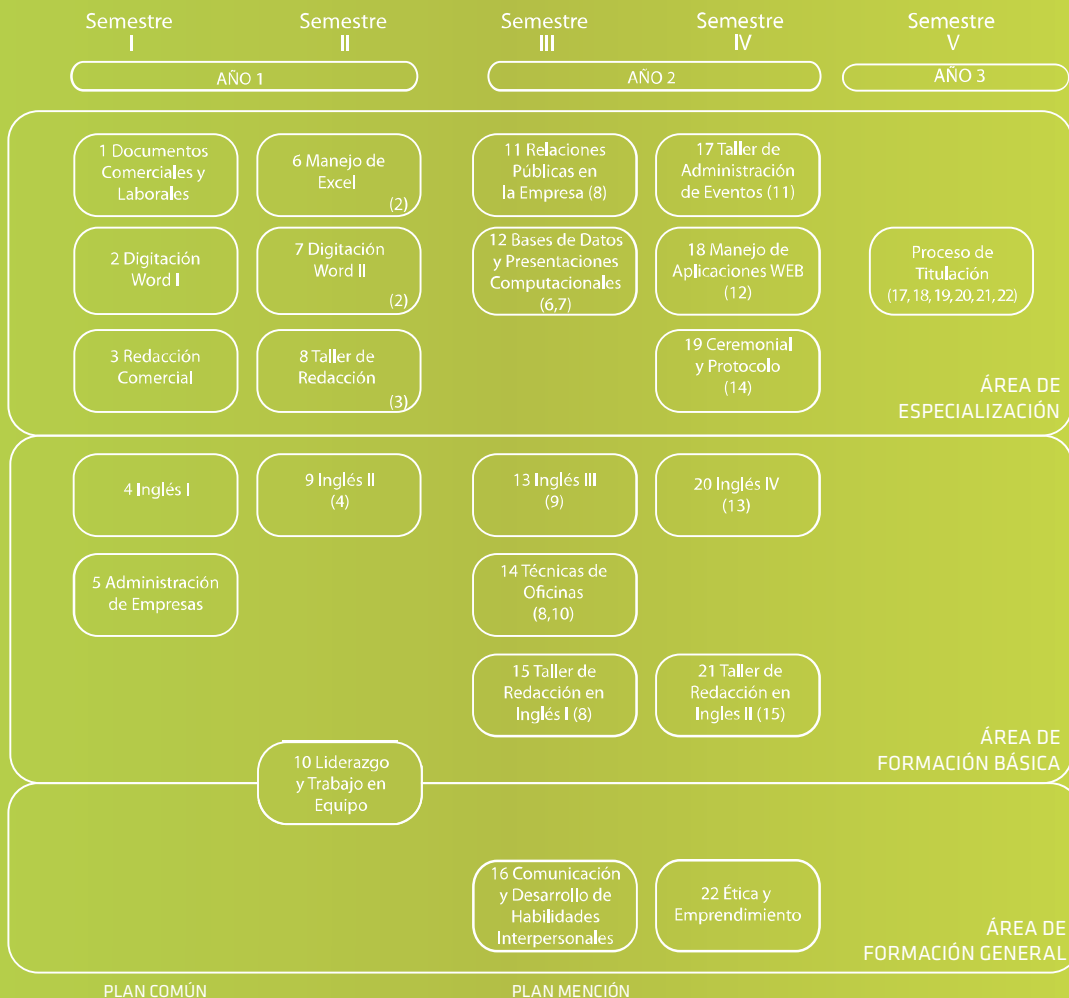 Semestre
I
Semestre
II
Semestre
III
Semestre
IV
Semestre
V
AÑO 1
AÑO 2
AÑO 3
1 Documentos
Comerciales y
Laborales
6 Manejo de
Excel
(2)
11 Relaciones
Públicas en
la Empresa (8)
17 Taller de
Administración
de Eventos (11)
2 Digitación
Word I
7 Digitación
Word II
(2)
12 Bases de Datos
y Presentaciones
Computacionales
(6,7)
18 Manejo de
Aplicaciones WEB
(12)
Proceso de
Titulación
(17, 18, 19, 20, 21, 22)
3 Redacción
Comercial
8 Taller de
Redacción
(3)
19 Ceremonial
y Protocolo
(14)
ÁREA DE
ESPECIALIZACIÓN
4 Inglés I
9 Inglés II
(4)
13 Inglés III
(9)
20 Inglés IV
(13)
5 Administración
de Empresas
14 Técnicas de
Oficinas
(8,10)
15 Taller de
Redacción en
Inglés I (8)
21 Taller de
Redacción en
Ingles II (15)
ÁREA DE
FORMACIÓN BÁSICA
10 Liderazgo
y Trabajo en
Equipo
16 Comunicación
y Desarrollo de
Habilidades
Interpersonales
22 Ética y
Emprendimiento
ÁREA DE
FORMACIÓN GENERAL
PLAN COMÚN
PLAN MENCIÓN